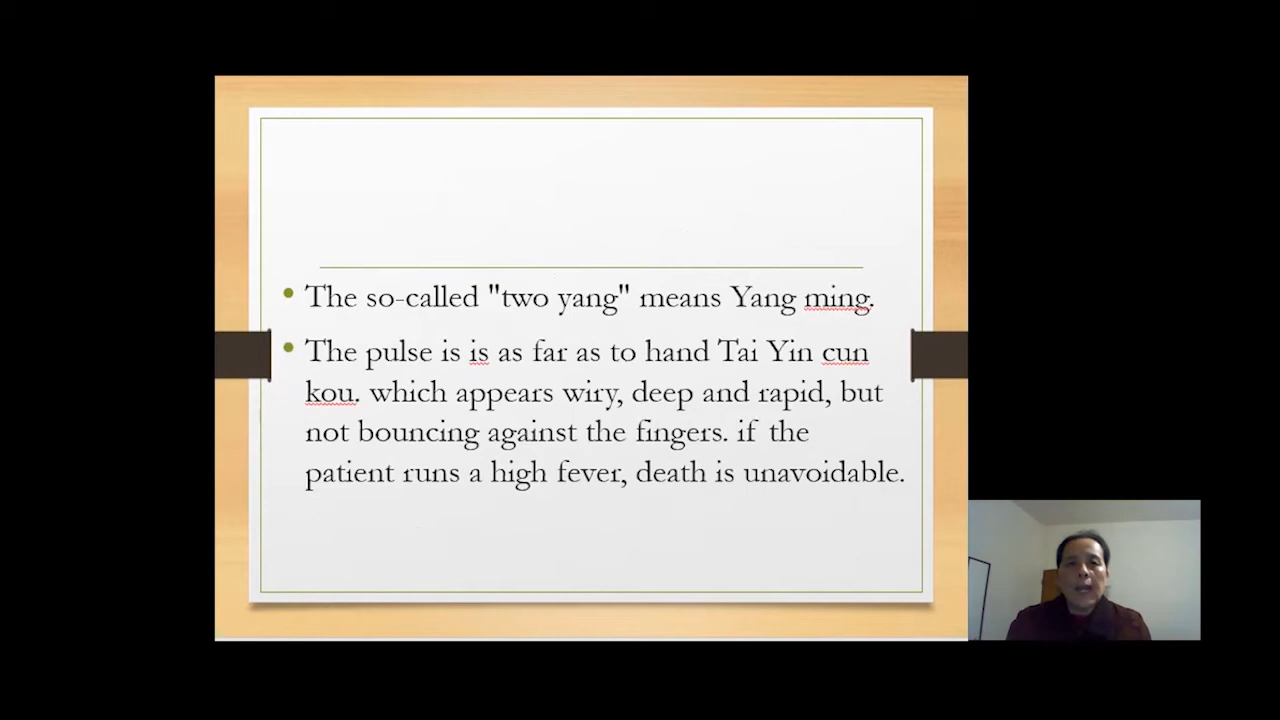 The so-called "two yang" means Yang ming.
The pulse is is as far as to hand Tai Yin cun
kou. which appears wiry, deep and rapid, but
not bouncing against the fingers. if the
patient runs a high fever, death is unavoidable.